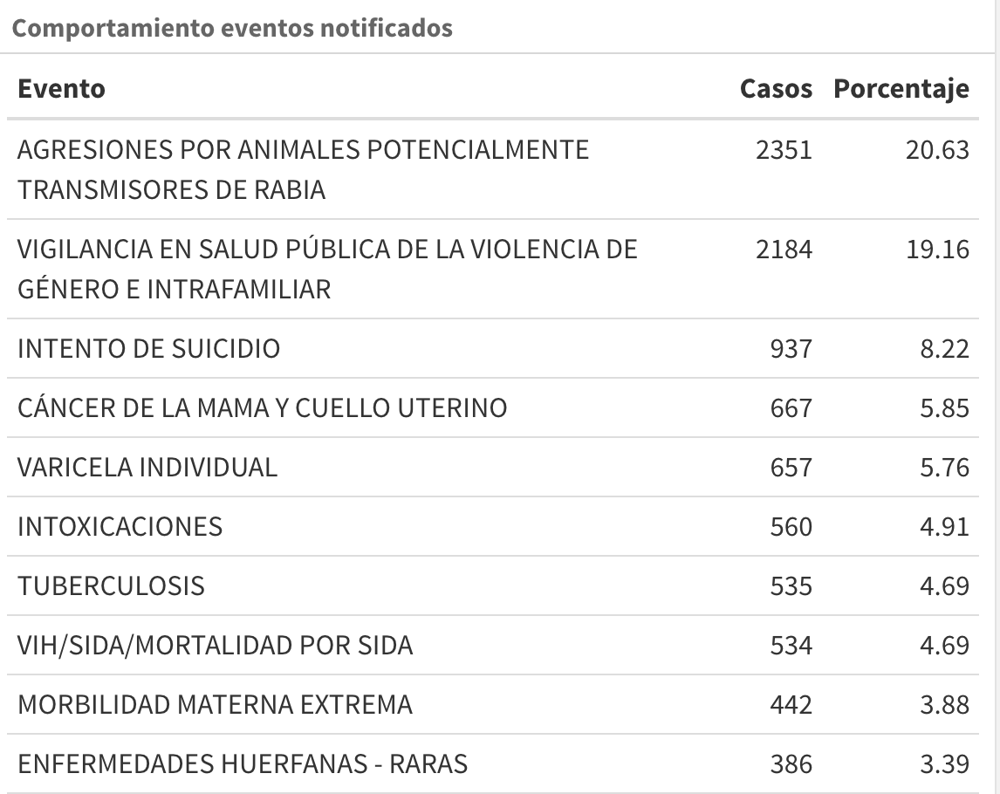 Comportamiento eventos notificados
Evento Casos Porcentaje
AGRESIONES POR ANIMALES POTENCIALMENTE 2351 20.63
TRANSMISORES DE RABIA
VIGILANCIA EN SALUD PÚBLICA DE LA VIOLENCIA DE 2184 19.16
GÉNERO E INTRAFAMILIAR
INTENTO DE SUICIDIO 937 8.22
CÁNCER DE LA MAMA Y CUELLO UTERINO 667 5.85
VARICELA INDIVIDUAL 657 5.76
INTOXICACIONES 560 4.91
TUBERCULOSIS 535 4.69
VIH/SIDA/MORTALIDAD POR SIDA 534 4.69
MORBILIDAD MATERNA EXTREMA 442 3.88
ENFERMEDADES HUERFANAS - RARAS 386 3.39